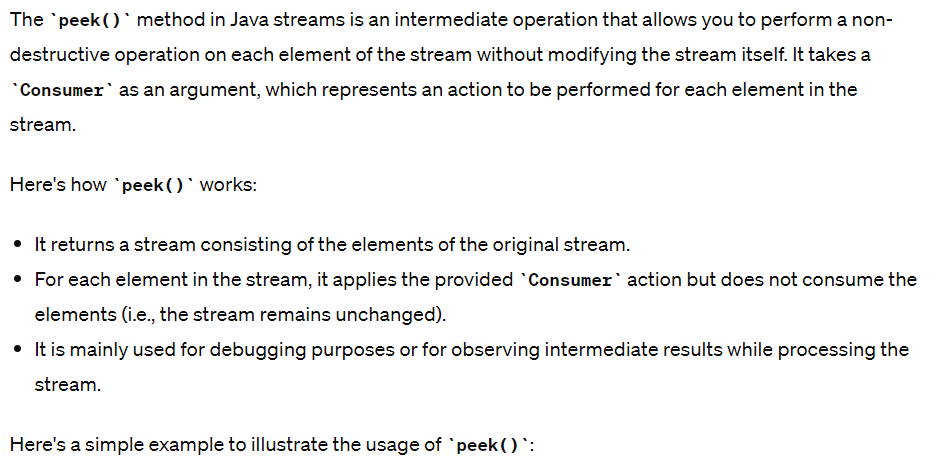 The `peek()` method in Java streams is an intermediate operation that allows you to perform a non-
destructive operation on each element of the stream without modifying the stream itself. It takes a
`Consumer` as an argument, which represents an action to be performed for each element in the
stream.
Here's how `peek()` works:
• It returns a stream consisting of the elements of the original stream.
• For each element in the stream, it applies the provided `Consumer` action but does not consume the
elements (i.e., the stream remains unchanged).
• It is mainly used for debugging purposes or for observing intermediate results while processing the
stream.
Here's a simple example to illustrate the usage of `peek()`: